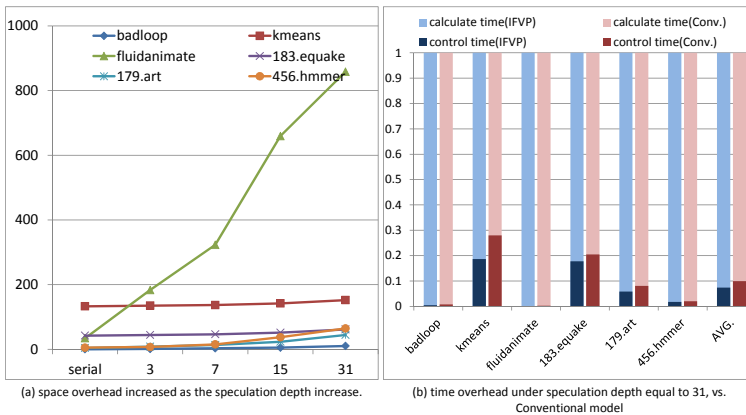 badloop
kmeans
fluidanimate
183.equake
179.art
456.hmmer
1000
800
600
400
200
0
serial
3
7
15
31
(a) space overhead increased as the speculation depth increase.
calculate time(IFVP)
calculate time(Conv.)
control time(IFVP)
control time(Conv.)
1
0.9
0.8
0.7
0.6
0.5
0.4
0.3
0.2
0.1
0
badloop
kmeans
fluidanimate
183.equake
179.art
456.hmmer
AVG.
(b) time overhead under speculation depth equal to 31, vs.
Conventional model